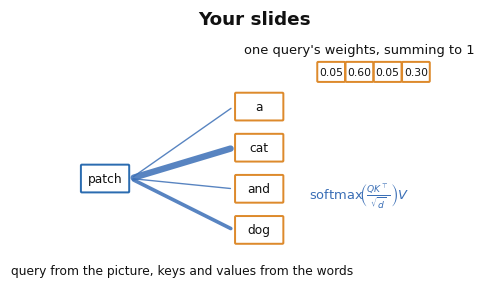 Your slides
one query's weights, summing to 1
0.05 0.60 0.05 0.30
a
cat
patch
and
softmax(QK⊤/√d)V
dog
query from the picture, keys and values from the words